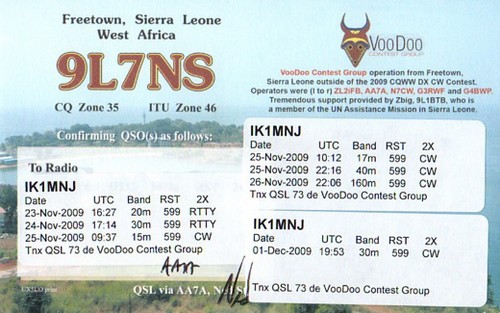 Freetown, Sierra Leone
West Africa
9L7NS
CQ Zone 35 ITU Zone 46
Confirming QSO(s) as follows:
VooDoo
CONTEST GROUP
VooDoo Contest Group operation from Freetown,
Sierra Leone outside of the 2009 CQWW DX CW Contest.
Operators were (l to r) ZL2iFB, AA7A, N7CW, G3RWF and G4BWP.
Tremendous support provided by Zbig, 9L1BTB, who is
a member of the UN Assistance Mission in Sierra Leone.
To Radio
IK1MNJ
Date UTC Band RST 2X
23-Nov-2009 16:27 20m 599 RTTY
24-Nov-2009 17:14 30m 599 RTTY
25-Nov-2009 09:37 15m 599 CW
Tnx QSL 73 de VooDoo Contest Group
IK1MNJ
Date UTC Band RST 2X
25-Nov-2009 10:12 17m 599 CW
25-Nov-2009 22:16 40m 599 CW
26-Nov-2009 22:06 160m 599 CW
Tnx QSL 73 de VooDoo Contest Group
IK1MNJ
Date UTC Band RST 2X
01-Dec-2009 19:53 30m 599 CW
Tnx QSL 73 de VooDoo Contest Group
AA7A
QSL via AA7A, Ned